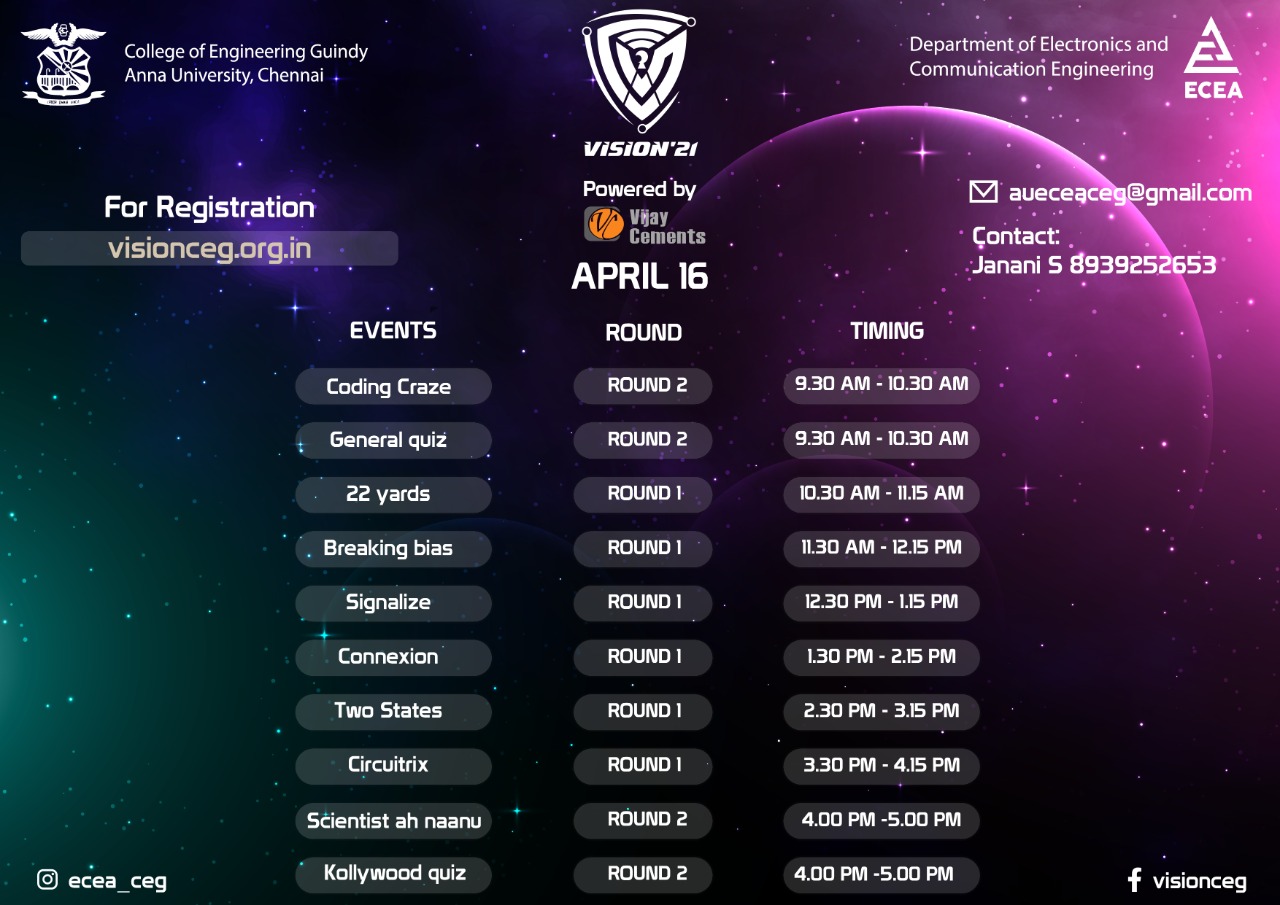 College of Engineering Guindy
Anna University, Chennai
ViSiON'21
Department of Electronics and
Communication Engineering
ECEA
For Registration
visionceg.org.in
Powered by
Vijay
Cements
APRIL 16
aueceaceg@gmail.com
Contact:
Janani S 8939252653
EVENTS ROUND TIMING
Coding Craze ROUND 2 9.30 AM - 10.30 AM
General quiz ROUND 2 9.30 AM - 10.30 AM
22 yards ROUND 1 10.30 AM - 11.15 AM
Breaking bias ROUND 1 11.30 AM - 12.15 PM
Signalize ROUND 1 12.30 PM - 1.15 PM
Connexion ROUND 1 1.30 PM - 2.15 PM
Two States ROUND 1 2.30 PM - 3.15 PM
Circuitrix ROUND 1 3.30 PM - 4.15 PM
Scientist ah naanu ROUND 2 4.00 PM -5.00 PM
Kollywood quiz ROUND 2 4.00 PM -5.00 PM
ecea_ceg
visionceg